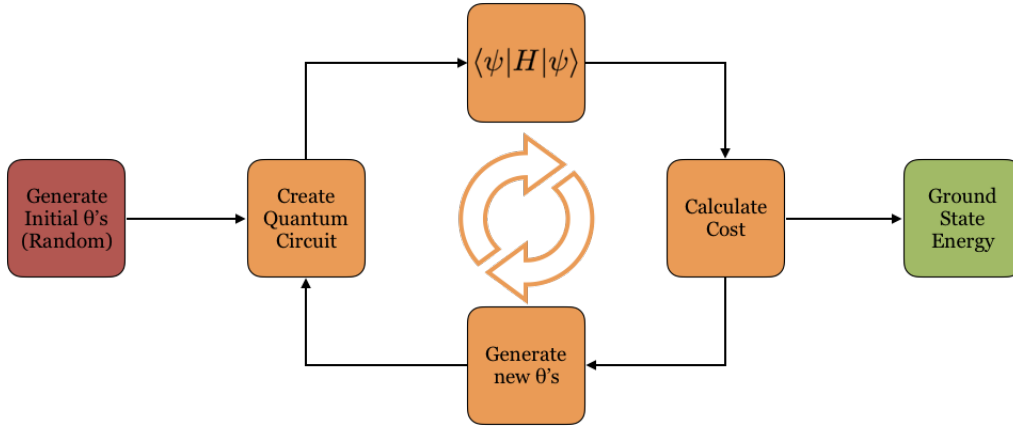 ⟨ψ|H|ψ⟩
Generate
Initial θ's
(Random)
Create
Quantum
Circuit
Calculate
Cost
Ground
State
Energy
Generate
new θ's